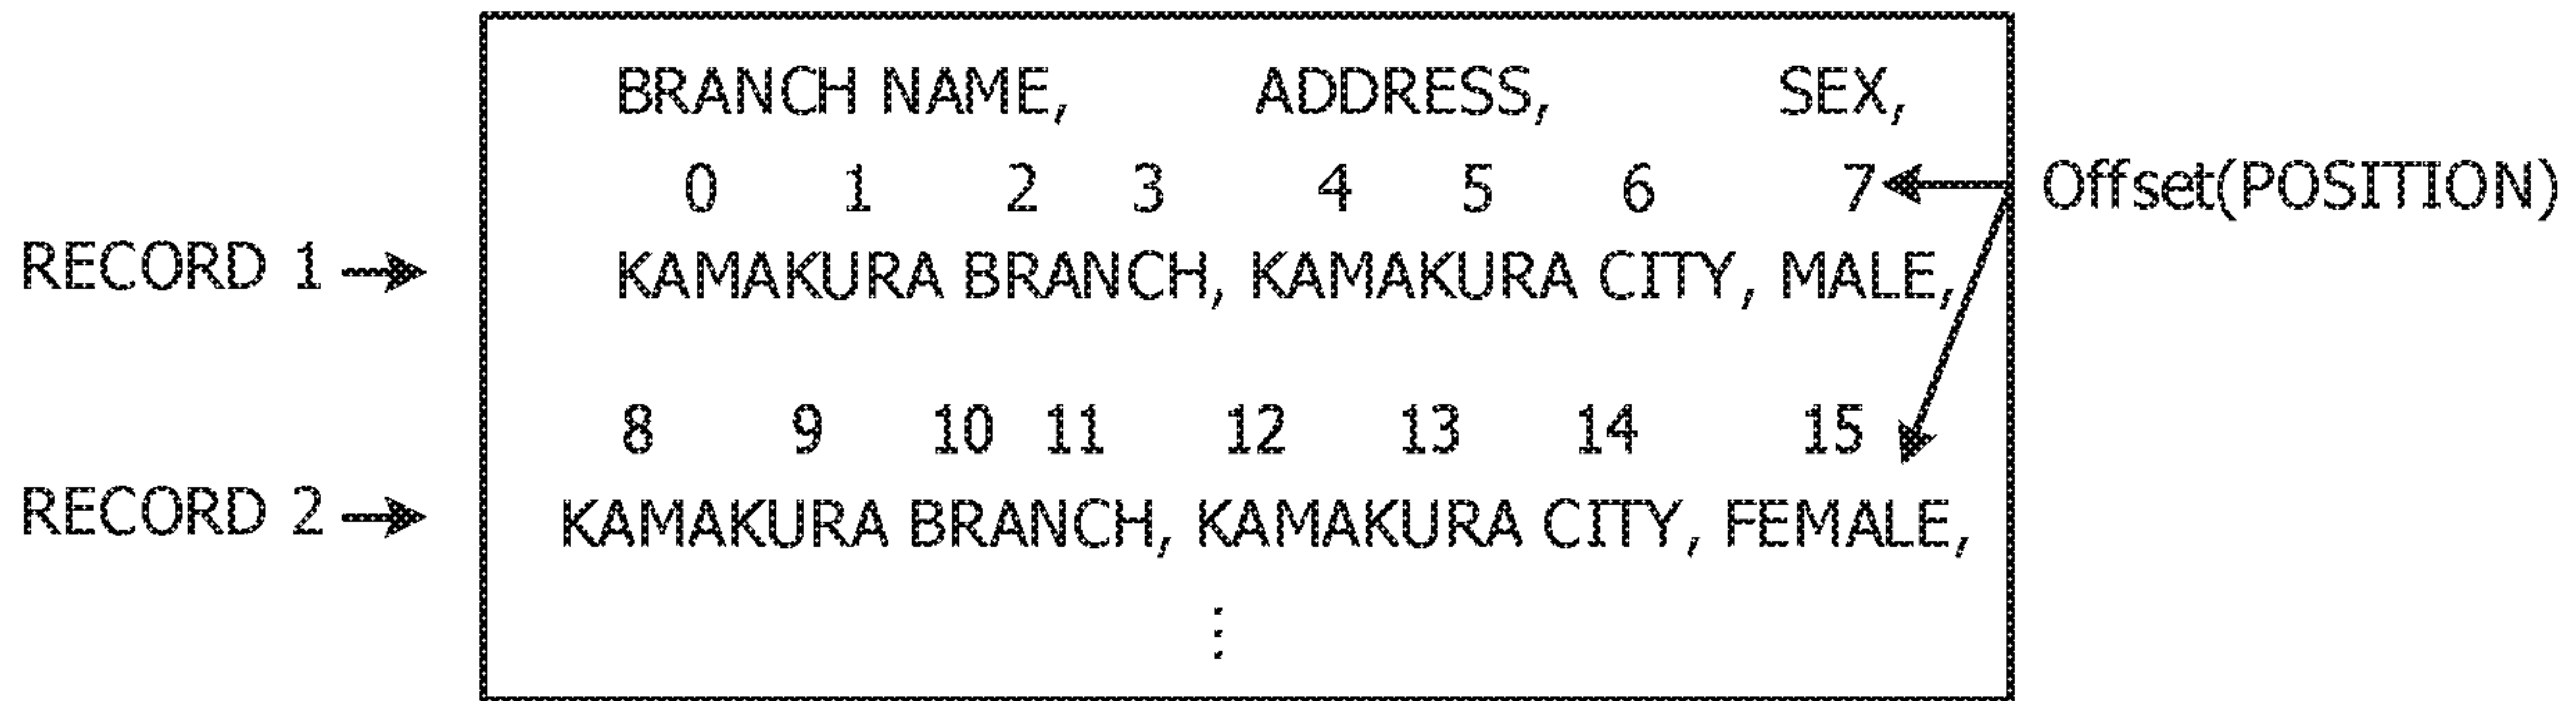 BRANCH NAME, ADDRESS, SEX,
0 1 2 3 4 5 6 7 Offset(POSITION)
RECORD 1 KAMAKURA BRANCH, KAMAKURA CITY, MALE,
8 9 10 11 12 13 14 15
RECORD 2 KAMAKURA BRANCH, KAMAKURA CITY, FEMALE,